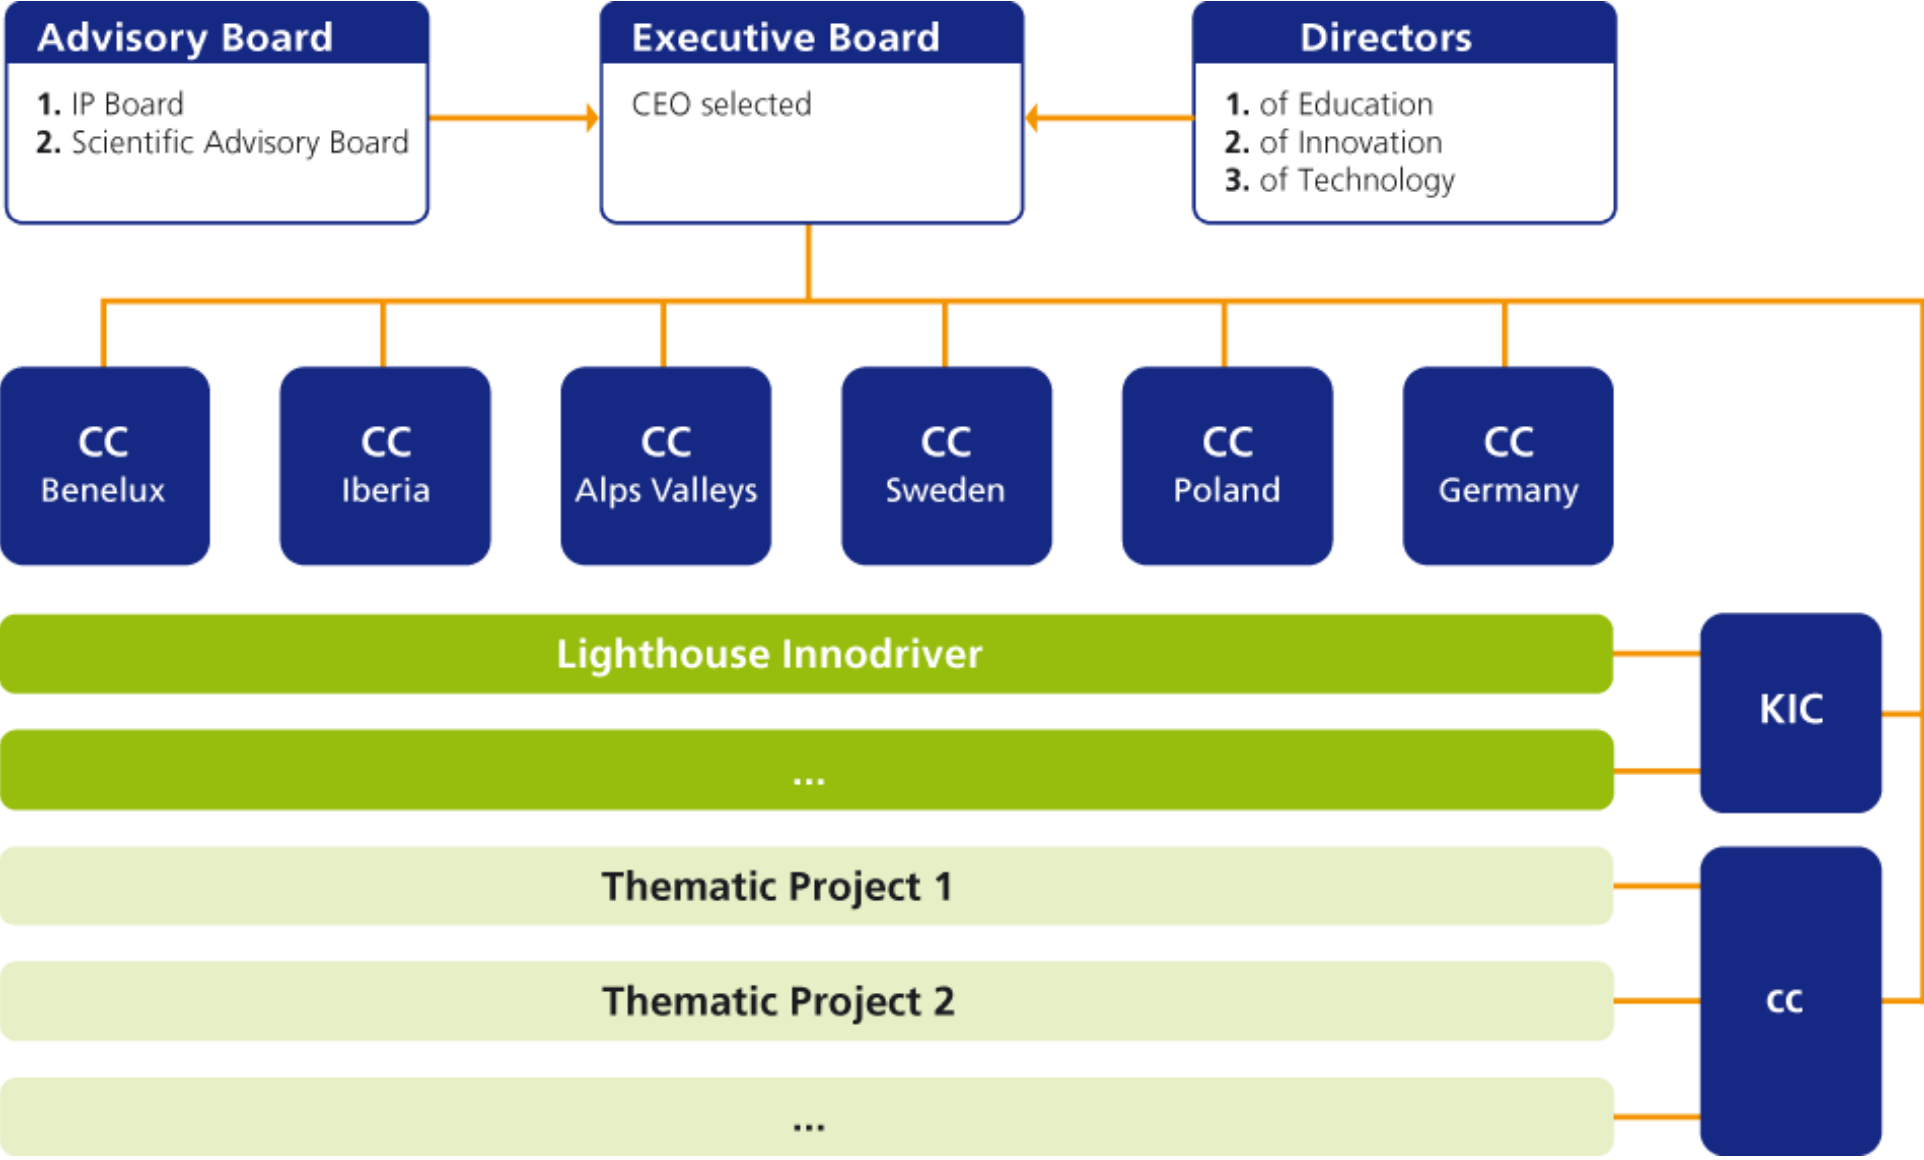 Advisory Board
1. IP Board
2. Scientific Advisory Board
Executive Board
CEO selected
Directors
1. of Education
2. of Innovation
3. of Technology
CC
Benelux
CC
Iberia
CC
Alps Valleys
CC
Sweden
CC
Poland
CC
Germany
Lighthouse Innodriver
KIC
...
Thematic Project 1
Thematic Project 2
cc
...